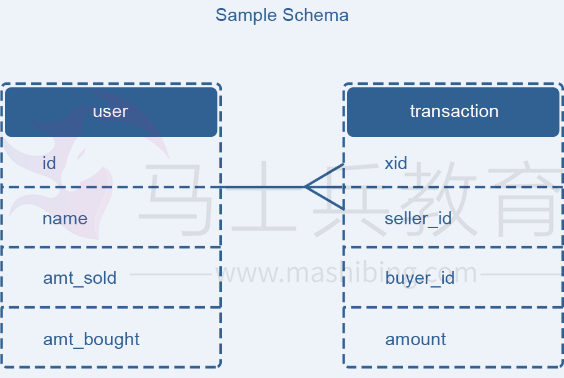 Sample Schema
user
id
name
amt_sold
amt_bought
transaction
xid
seller_id
buyer_id
amount
马士兵教育
www.mashibing.com